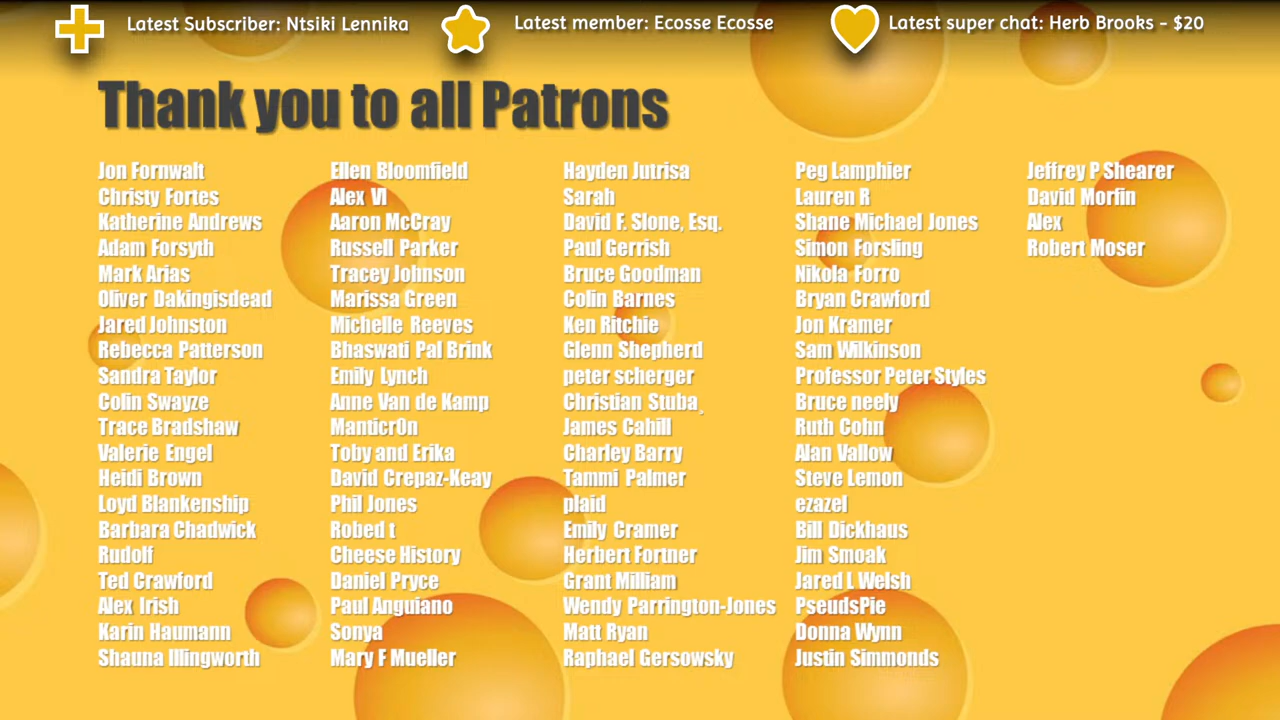 Latest Subscriber: Ntsiki Lennika
Latest member: Ecosse Ecosse
Latest super chat: Herb Brooks - $20
Thank you to all Patrons
Jon Fornwalt
Christy Fortes
Katherine Andrews
Adam Forsyth
Mark Arias
Oliver Dakingisdead
Jared Johnston
Rebecca Patterson
Sandra Taylor
Colin Swayze
Trace Bradshaw
Valerie Engel
Heidi Brown
Loyd Blankenship
Barbara Chadwick
Rudolf
Ted Crawford
Alex Irish
Karin Haumann
Shauna Illingworth
Ellen Bloomfield
Alex VI
Aaron McCray
Russell Parker
Tracey Johnson
Marissa Green
Michelle Reeves
Bhaswati Pal Brink
Emily Lynch
Anne Van de Kamp
Manticr0n
Toby and Erika
David Crepaz-Keay
Phil Jones
Robed t
Cheese History
Daniel Pryce
Paul Anguiano
Sonya
Mary F Mueller
Hayden Jutrisa
Sarah
David F. Slone, Esq.
Paul Gerrish
Bruce Goodman
Colin Barnes
Ken Ritchie
Glenn Shepherd
peter scherger
Christian Stuba¸
James Cahill
Charley Barry
Tammi Palmer
plaid
Emily Cramer
Herbert Fortner
Grant Milliam
Wendy Parrington-Jones
Matt Ryan
Raphael Gersowsky
Peg Lamphier
Lauren R
Shane Michael Jones
Simon Forsling
Nikola Forro
Bryan Crawford
Jon Kramer
Sam Wilkinson
Professor Peter Styles
Bruce neely
Ruth Cohn
Alan Vallow
Steve Lemon
ezazel
Bill Dickhaus
Jim Smoak
Jared L Welsh
PseudsPie
Donna Wynn
Justin Simmonds
Jeffrey P Shearer
David Morfin
Alex
Robert Moser